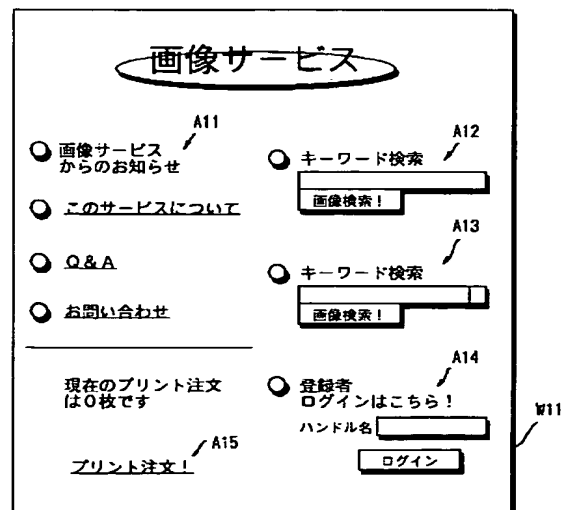 画像サービス
A11
画像サービス
からのお知らせ
このサービスについて
Q&A
お問い合わせ
A12
キーワード検索
画像検索！
A13
キーワード検索
画像検索！
現在のプリント注文
は0枚です
A15
プリント注文！
A14
登録者
ログインはこちら！
ハンドル名
ログイン
W11